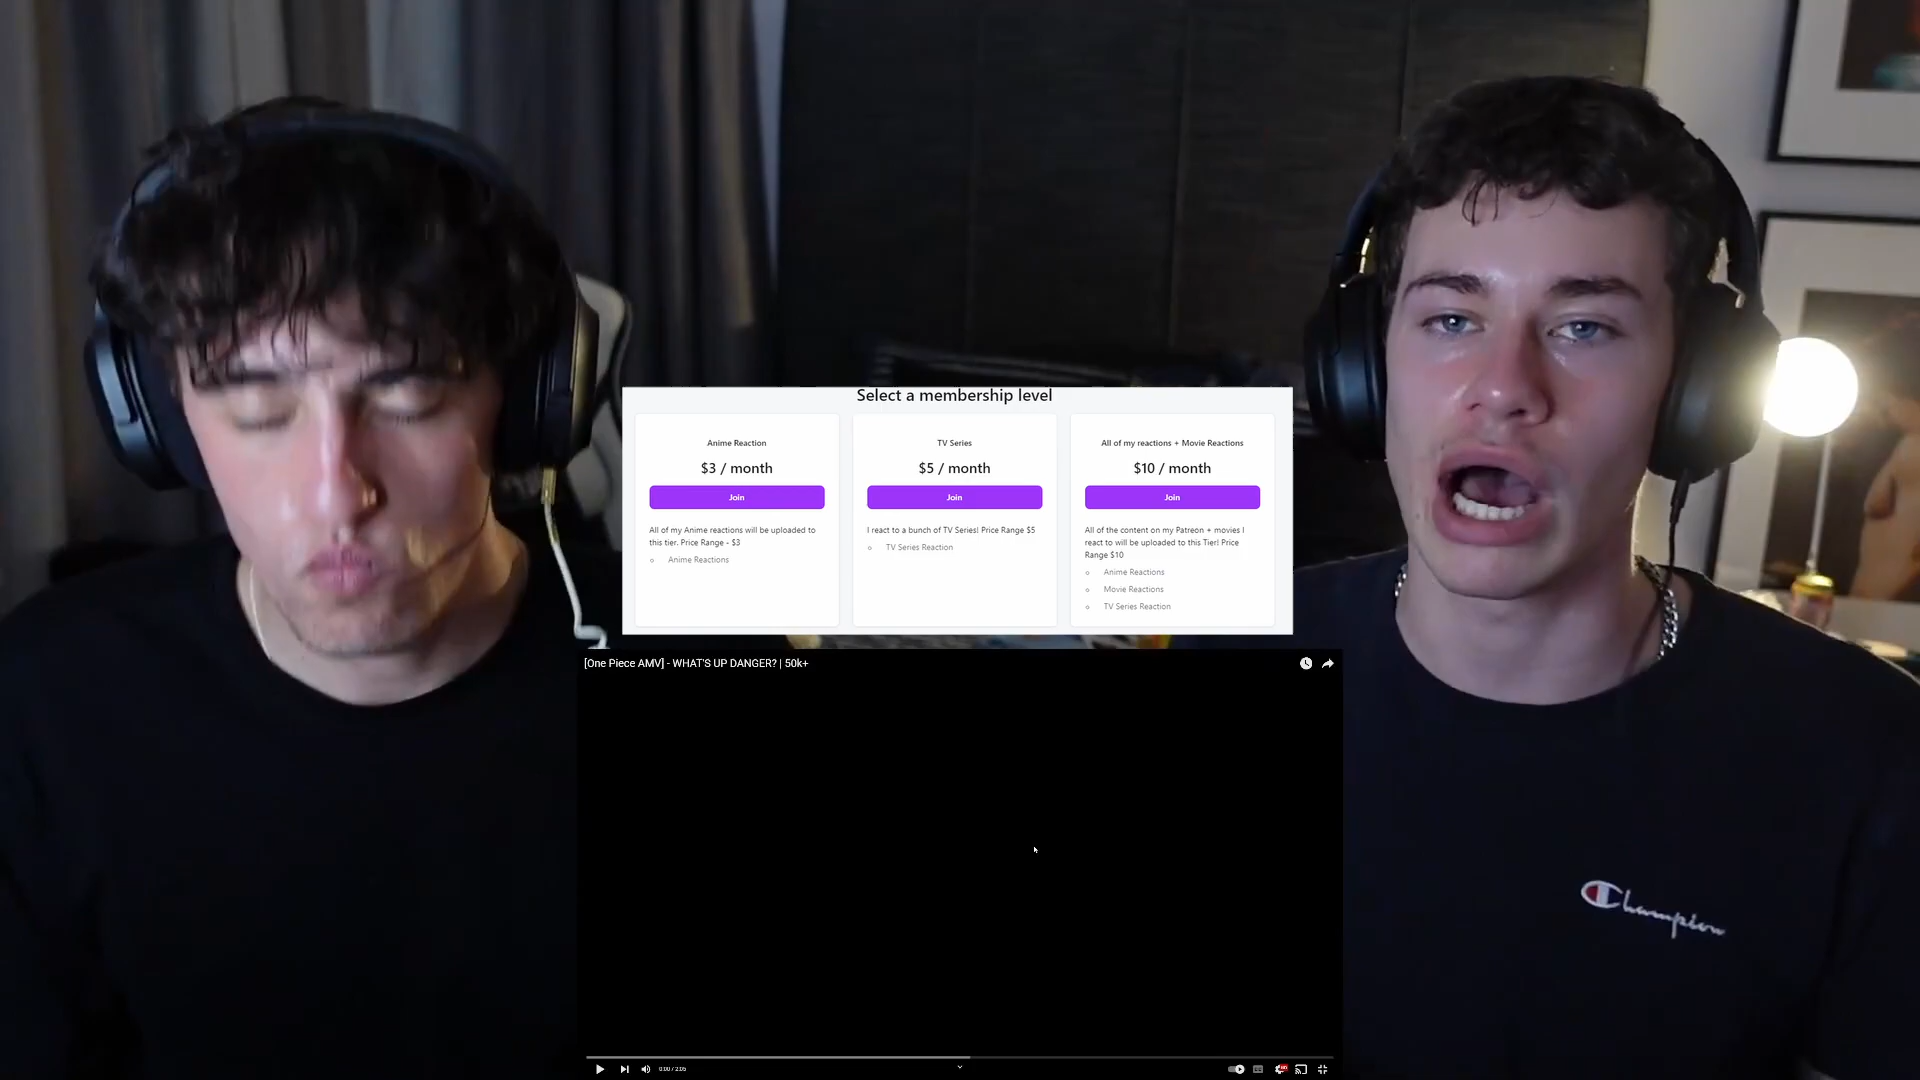 Select a membership level
Anime Reaction
$3 / month
Join
All of my Anime reactions will be uploaded to
this tier. Price Range - $3
Anime Reactions
TV Series
$5 / month
Join
I react to a bunch of TV Series! Price Range $5
TV Series Reaction
All of my reactions + Movie Reactions
$10 / month
Join
All of the content on my Patreon + movies I
react to will be uploaded to this Tier! Price
Range $10
Anime Reactions
Movie Reactions
TV Series Reaction
[One Piece AMV] - WHAT'S UP DANGER? | 50k+
Champion
0:00 / 2:05